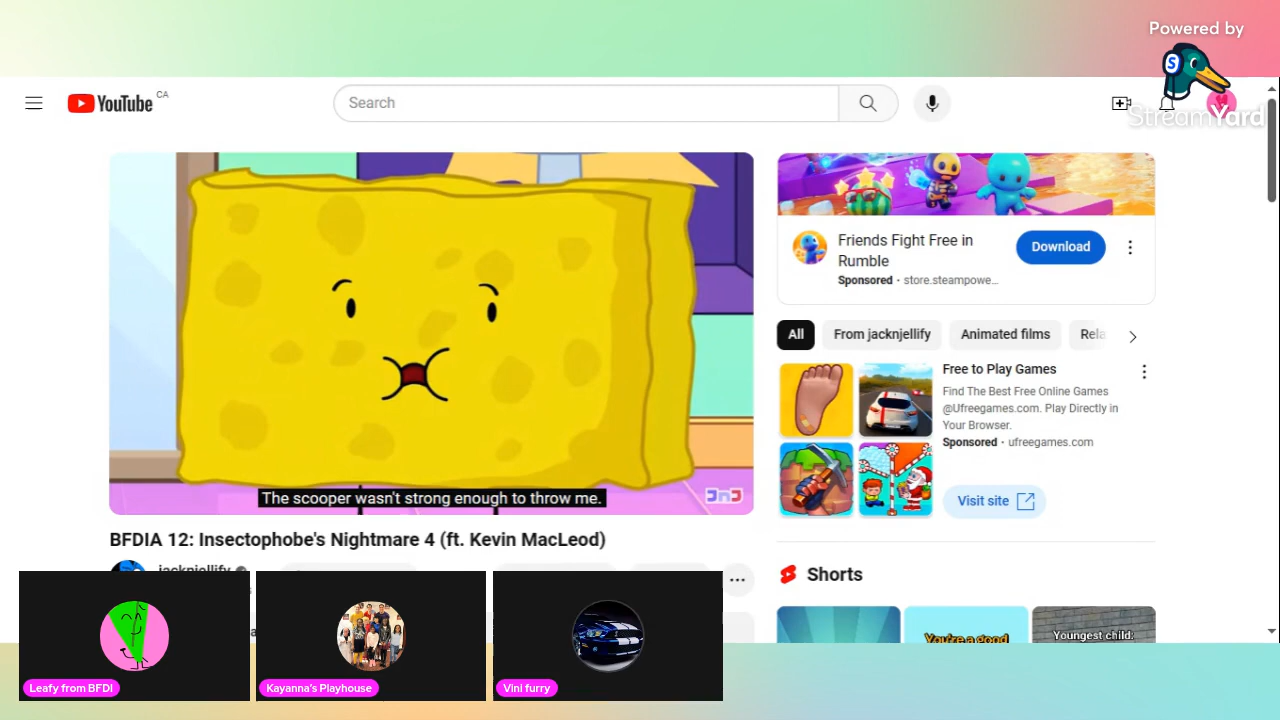 Powered by
StreamYard
S
YouTube CA
Search
Friends Fight Free in
Rumble
Download
Sponsored · store.steampowe...
All
From jacknjellify
Animated films
Rela
Free to Play Games
Find The Best Free Online Games
@Ufreegames.com. Play Directly in
Your Browser.
Sponsored · ufreegames.com
Visit site
The scooper wasn't strong enough to throw me.
BFDIA 12: Insectophobe's Nightmare 4 (ft. Kevin MacLeod)
jacknjellify
Shorts
You're a good
Youngest child:
Leafy from BFDI
Kayanna's Playhouse
Vini furry